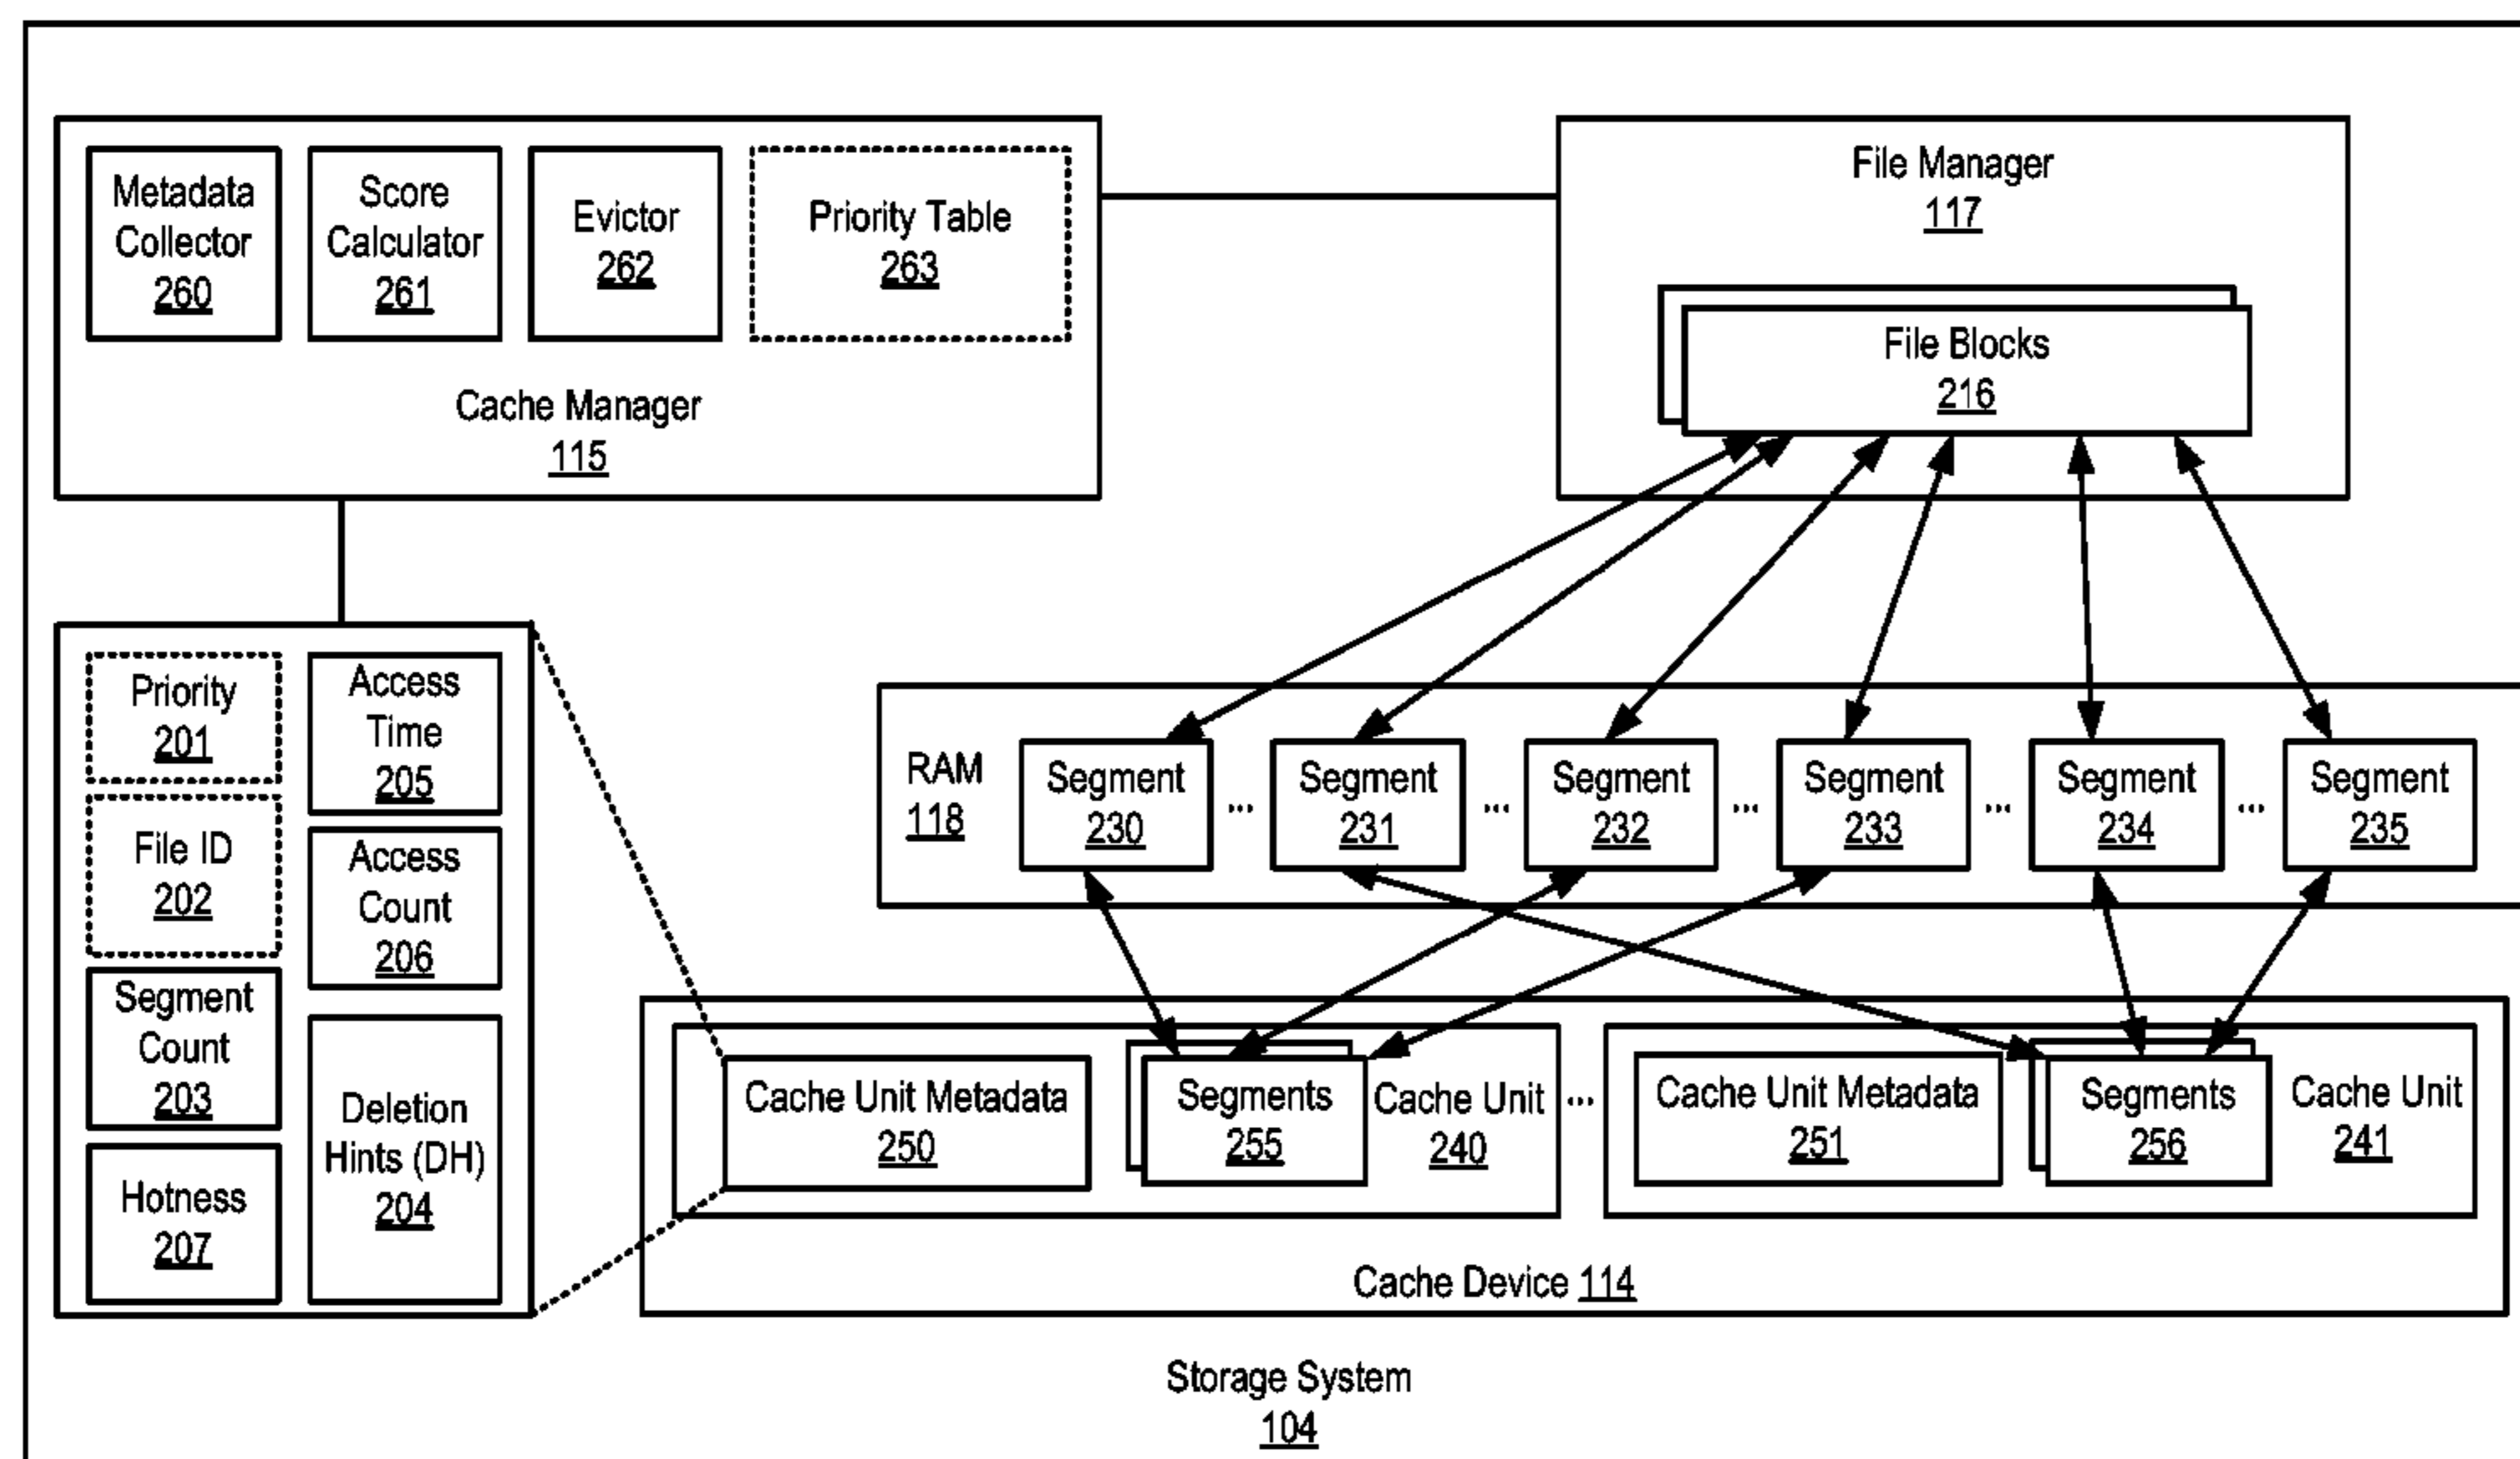 Metadata
Collector
260
Score
Calculator
261
Evictor
262
Priority Table
263
Cache Manager
115
File Manager
117
File Blocks
216
Priority
201
File ID
202
Segment
Count
203
Hotness
207
Access
Time
205
Access
Count
206
Deletion
Hints (DH)
204
RAM
118
Segment
230
...
Segment
231
...
Segment
232
...
Segment
233
...
Segment
234
...
Segment
235
Cache Unit Metadata
250
Segments
255
Cache Unit
240
...
Cache Unit Metadata
251
Segments
256
Cache Unit
241
Cache Device 114
Storage System
104